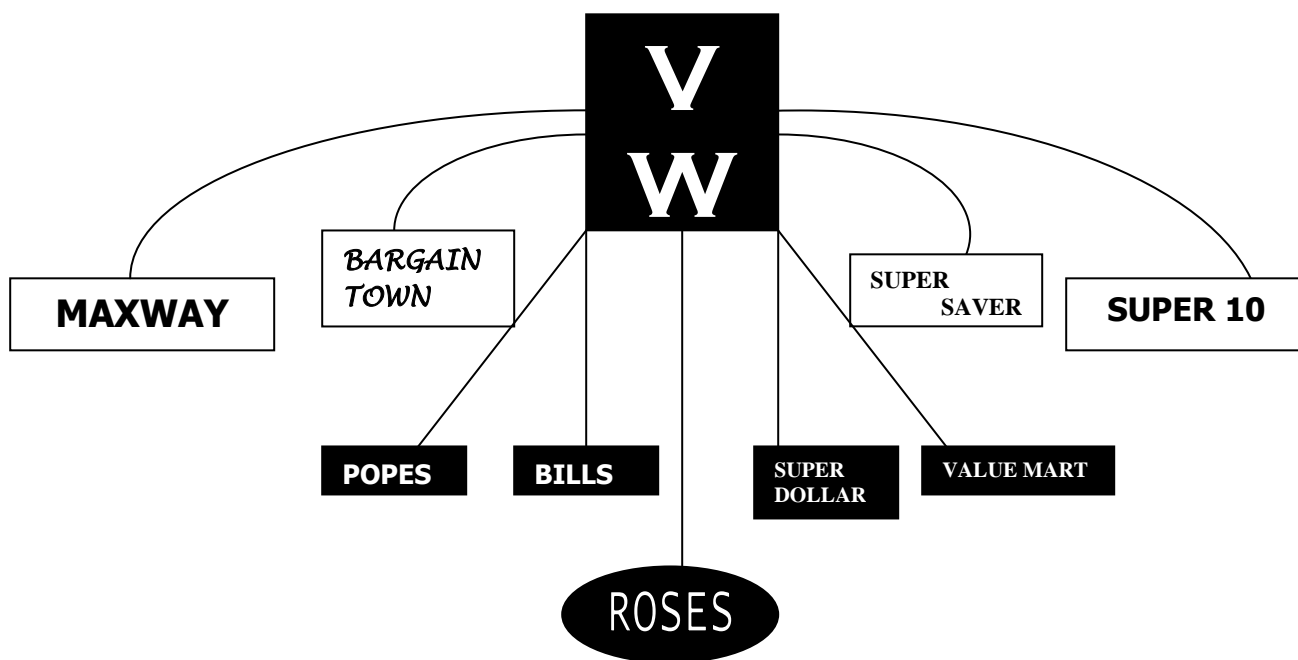 V
W
BARGAIN
TOWN
SUPER
SAVER
MAXWAY
SUPER 10
POPES
BILLS
SUPER
DOLLAR
VALUE MART
ROSES